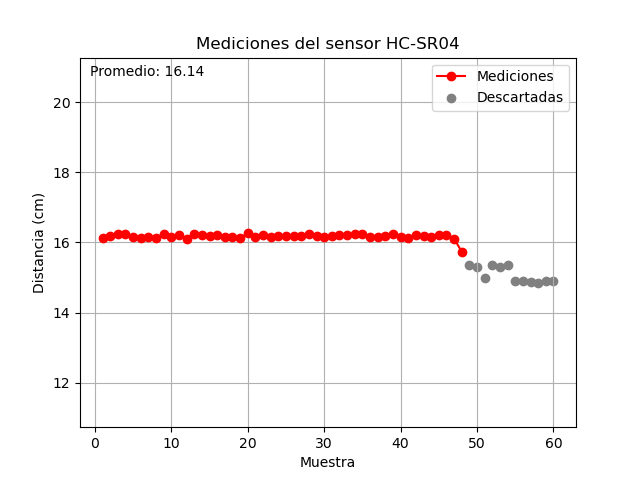 Mediciones del sensor HC-SR04
Promedio: 16.14
Mediciones
Descartadas
20
18
16
14
12
Distancia (cm)
0 10 20 30 40 50 60
Muestra